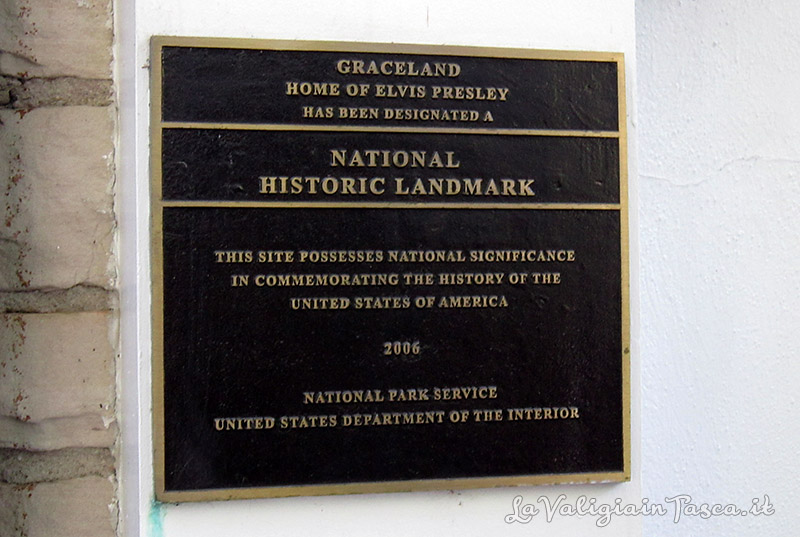 GRACELAND
HOME OF ELVIS PRESLEY
HAS BEEN DESIGNATED A
NATIONAL
HISTORIC LANDMARK
THIS SITE POSSESSES NATIONAL SIGNIFICANCE
IN COMMEMORATING THE HISTORY OF THE
UNITED STATES OF AMERICA
2006
NATIONAL PARK SERVICE
UNITED STATES DEPARTMENT OF THE INTERIOR
LaValigiainTasca.it